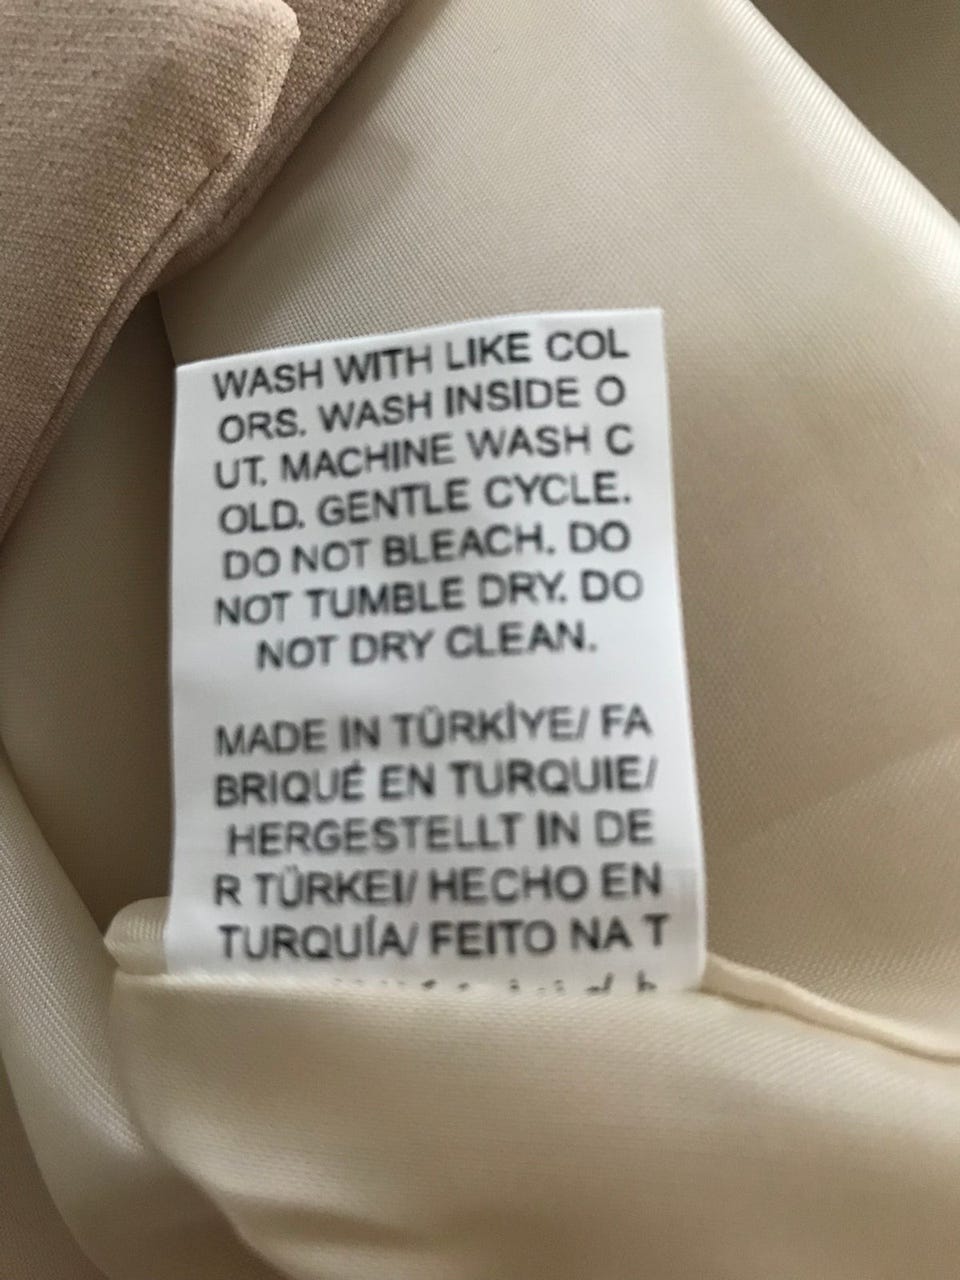 WASH WITH LIKE COL
ORS. WASH INSIDE O
UT. MACHINE WASH C
OLD. GENTLE CYCLE.
DO NOT BLEACH. DO
NOT TUMBLE DRY. DO
NOT DRY CLEAN.
MADE IN TÜRKİYE/ FA
BRIQUÉ EN TURQUIE/
HERGESTELLT IN DE
R TÜRKEI/ HECHO EN
TURQUÍA/ FEITO NA T